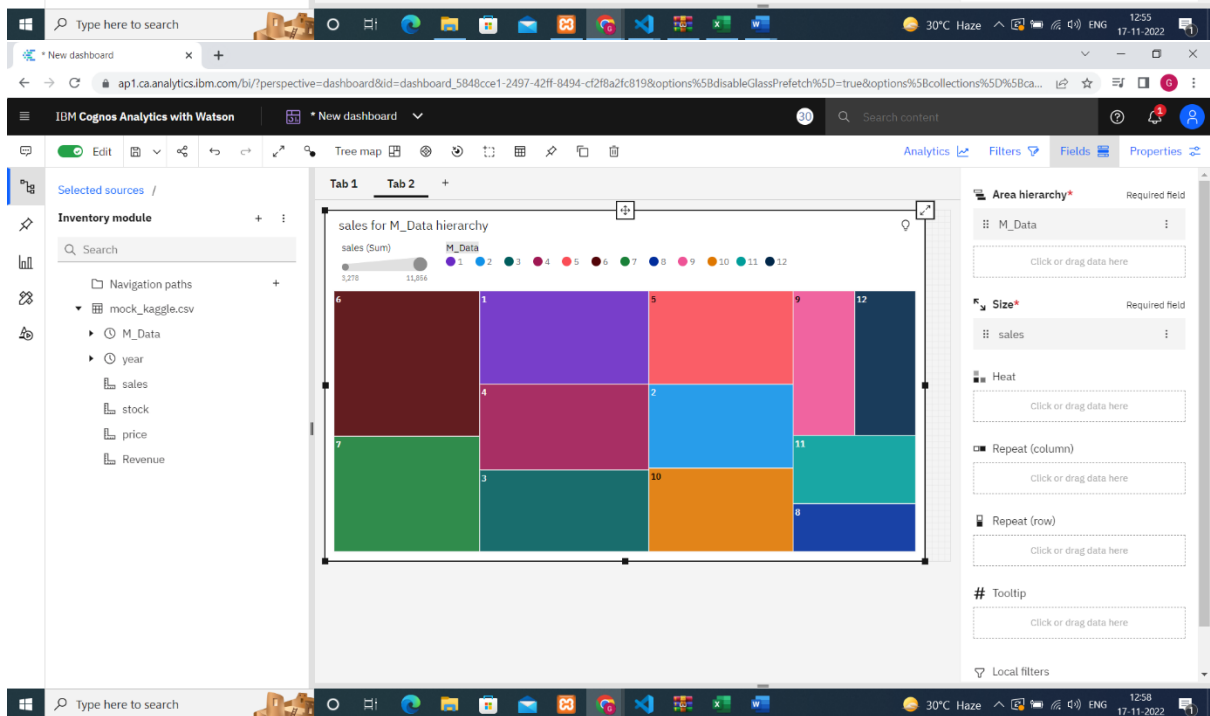 Type here to search
30°C Haze ENG 12:55
17-11-2022
* New dashboard
ap1.ca.analytics.ibm.com/bi/?perspective=dashboard&id=dashboard_5848cce1-2497-42ff-8494-cf2f8a2fc819&options%5BdisableGlassPrefetch%5D=true&options%5Bcollections%5D%5Bca...
G
IBM Cognos Analytics with Watson
* New dashboard
30
Search content
1
Edit
Tree map
Analytics
Filters
Fields
Properties
Selected sources /
Inventory module
Search
Navigation paths
mock_kaggle.csv
M_Data
year
sales
stock
price
Revenue
Tab 1 Tab 2 +
sales for M_Data hierarchy
sales (Sum)
3,278 11,856
M_Data
1 2 3 4 5 6 7 8 9 10 11 12
6 1 5 9 12
4 2
7 11
3 10
8
Area hierarchy* Required field
M_Data
Click or drag data here
Size* Required field
sales
Heat
Click or drag data here
Repeat (column)
Click or drag data here
Repeat (row)
Click or drag data here
# Tooltip
Click or drag data here
Local filters
Type here to search
30°C Haze ENG 12:58
17-11-2022